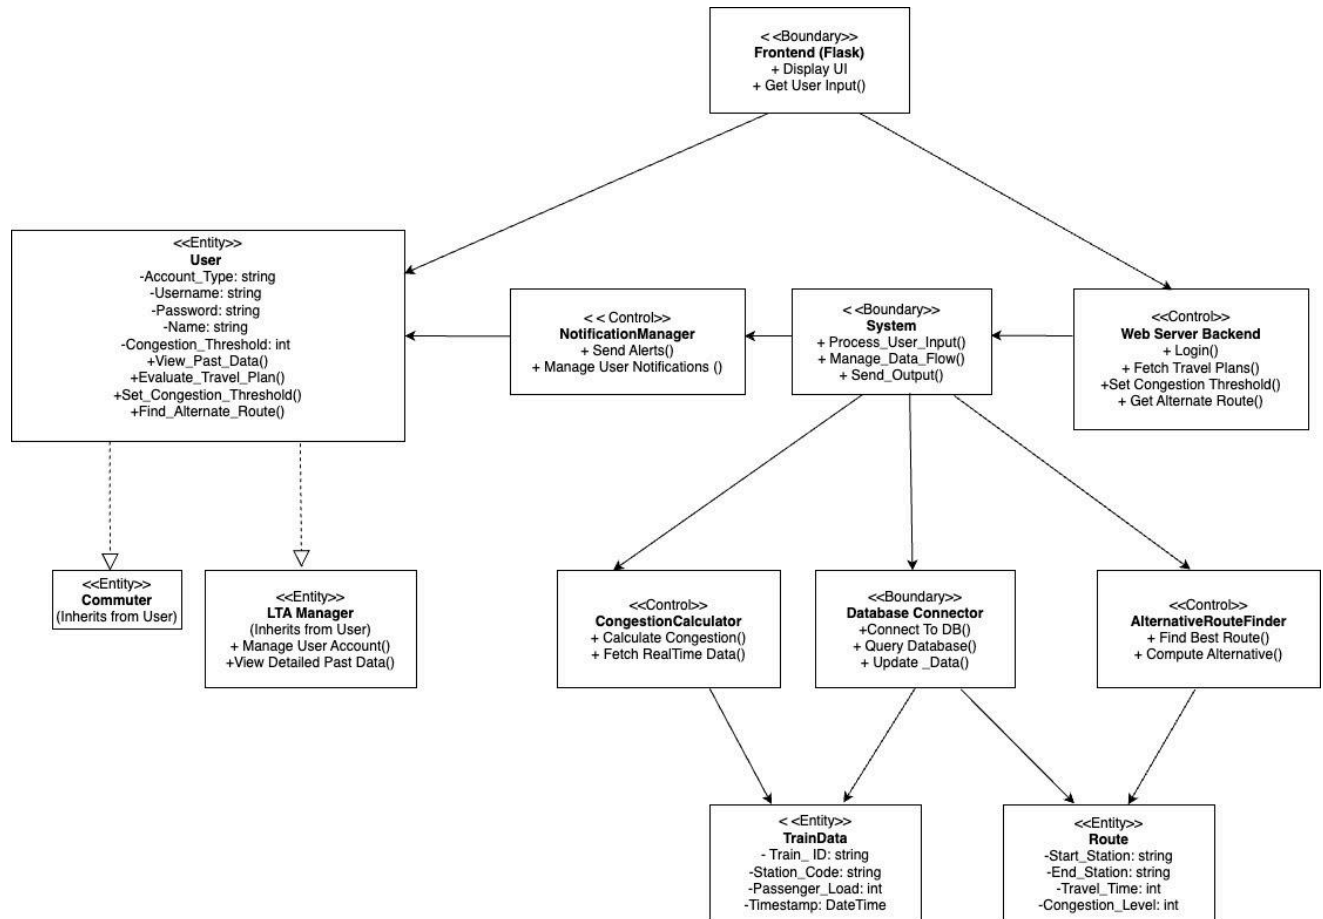 < <Boundary>>
Frontend (Flask)
+ Display UI
+ Get User Input()
<<Entity>>
User
-Account_Type: string
-Username: string
-Password: string
-Name: string
-Congestion_Threshold: int
+View_Past_Data()
+Evaluate_Travel_Plan()
+Set_Congestion_Threshold()
+Find_Alternate_Route()
< < Control>>
NotificationManager
+ Send Alerts()
+ Manage User Notifications ()
< <Boundary>>
System
+ Process_User_Input()
+ Manage_Data_Flow()
+ Send_Output()
<<Control>>
Web Server Backend
+ Login()
+ Fetch Travel Plans()
+Set Congestion Threshold()
+ Get Alternate Route()
<<Entity>>
Commuter
(Inherits from User)
<<Entity>>
LTA Manager
(Inherits from User)
+ Manage User Account()
+View Detailed Past Data()
<<Control>>
CongestionCalculator
+ Calculate Congestion()
+ Fetch RealTime Data()
<<Boundary>>
Database Connector
+Connect To DB()
+ Query Database()
+ Update _Data()
<<Control>>
AlternativeRouteFinder
+ Find Best Route()
+ Compute Alternative()
< <Entity>>
TrainData
- Train_ ID: string
-Station_Code: string
-Passenger_Load: int
-Timestamp: DateTime
<<Entity>>
Route
-Start_Station: string
-End_Station: string
-Travel_Time: int
-Congestion_Level: int